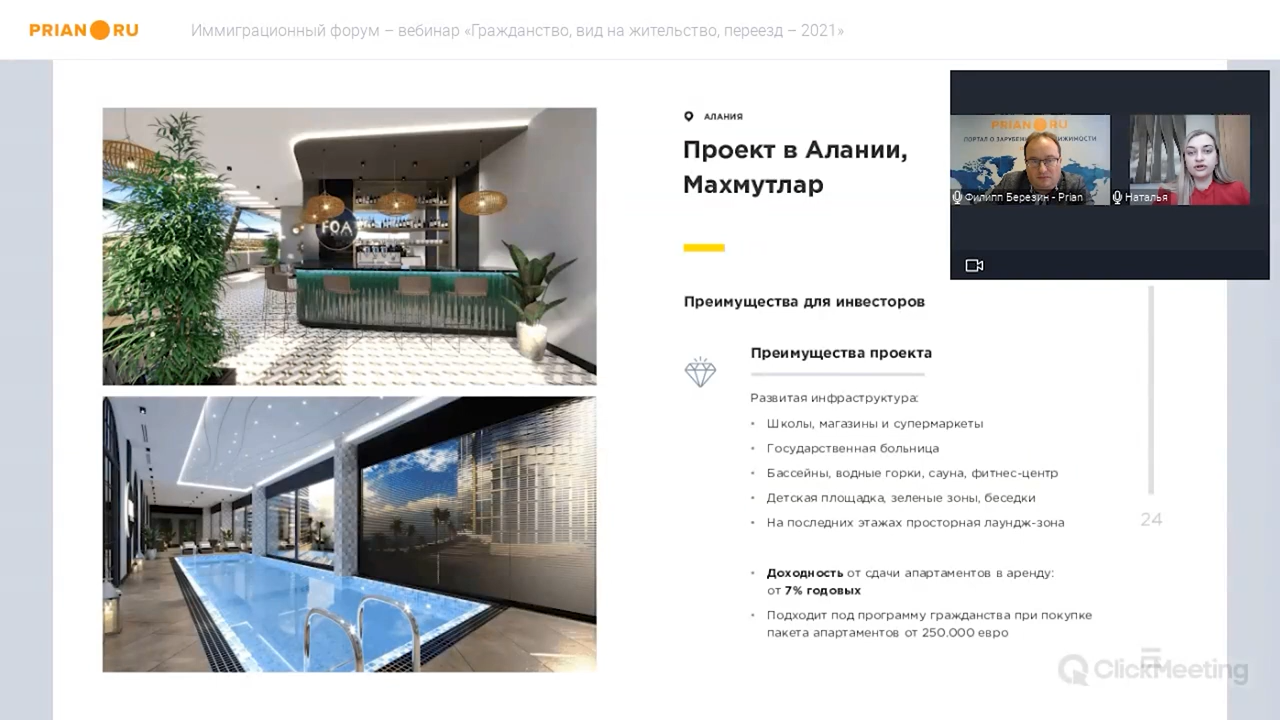 PRIAN RU
Иммиграционный форум – вебинар «Гражданство, вид на жительство, переезд – 2021»
АЛАНИЯ
Проект в Алании,
Махмутлар
PRIAN RU
Филипп Березин - Prian
Наталья
FOA
Преимущества для инвесторов
Преимущества проекта
Развитая инфраструктура:
• Школы, магазины и супермаркеты
• Государственная больница
• Бассейны, водные горки, сауна, фитнес-центр
• Детская площадка, зеленые зоны, беседки
• На последних этажах просторная лаундж-зона
24
• Доходность от сдачи апартаментов в аренду:
от 7% годовых
• Подходит под программу гражданства при покупке
пакета апартаментов от 250.000 евро
ClickMeeting